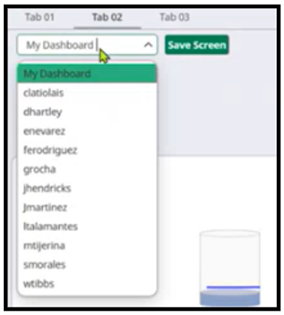 Tab 01 Tab 02 Tab 03
My Dashboard Save Screen
My Dashboard
clatiolais
dhartley
enevarez
ferodriguez
grocha
jhendricks
Jmartinez
ltalamantes
mtijerina
smorales
wtibbs